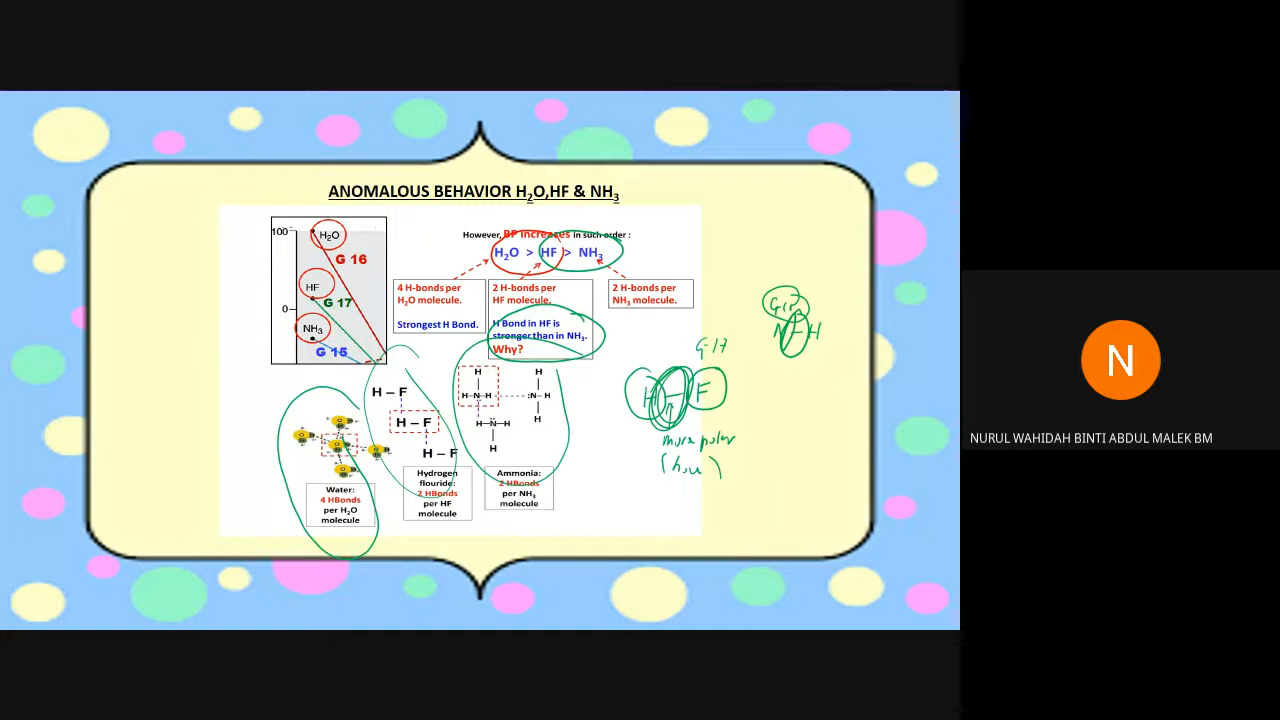 ANOMALOUS BEHAVIOR H₂O,HF & NH₃
100
H₂O
G 16
HF
G 17
0
NH₃
G 15
However, BP increases in such order :
H₂O > HF > NH₃
4 H-bonds per
H₂O molecule.
Strongest H Bond.
2 H-bonds per
HF molecule.
H Bond in HF is
stronger than in NH₃.
Why?
2 H-bonds per
NH₃ molecule.
H – F
H – F
H – F
H
H–N–H
H
:N–H
H
H–N–H
H
Water:
4 HBonds
per H₂O
molecule
Hydrogen
flouride:
2 HBonds
per HF
molecule
Ammonia:
2 HBonds
per NH₃
molecule
G17
H – F
more polar
N – H
N
NURUL WAHIDAH BINTI ABDUL MALEK BM